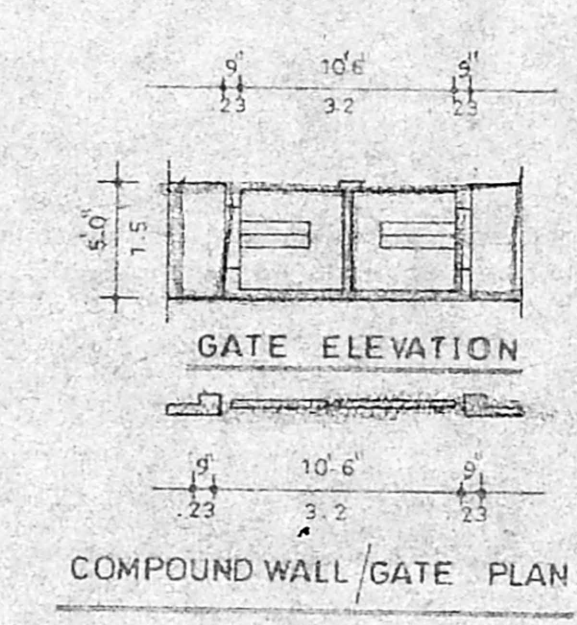 9" 10'6" 9"
.23 3.2 .23
5'.0"
1.5
GATE ELEVATION
9" 10'-6" 9"
.23 3.2 .23
COMPOUND WALL/GATE PLAN